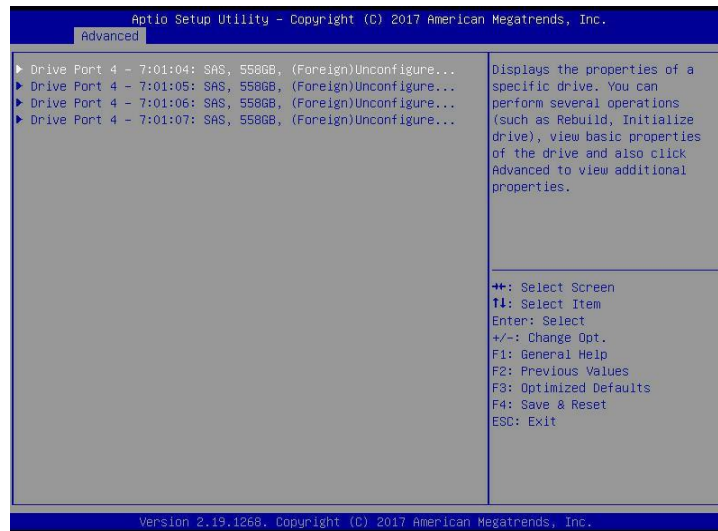 Aptio Setup Utility – Copyright (C) 2017 American Megatrends, Inc.
Advanced
▶ Drive Port 4 – 7:01:04: SAS, 558GB, (Foreign)Unconfigure...
▶ Drive Port 4 – 7:01:05: SAS, 558GB, (Foreign)Unconfigure...
▶ Drive Port 4 – 7:01:06: SAS, 558GB, (Foreign)Unconfigure...
▶ Drive Port 4 – 7:01:07: SAS, 558GB, (Foreign)Unconfigure...
Displays the properties of a
specific drive. You can
perform several operations
(such as Rebuild, Initialize
drive), view basic properties
of the drive and also click
Advanced to view additional
properties.
→←: Select Screen
↑↓: Select Item
Enter: Select
+/-: Change Opt.
F1: General Help
F2: Previous Values
F3: Optimized Defaults
F4: Save & Reset
ESC: Exit
Version 2.19.1268. Copyright (C) 2017 American Megatrends, Inc.